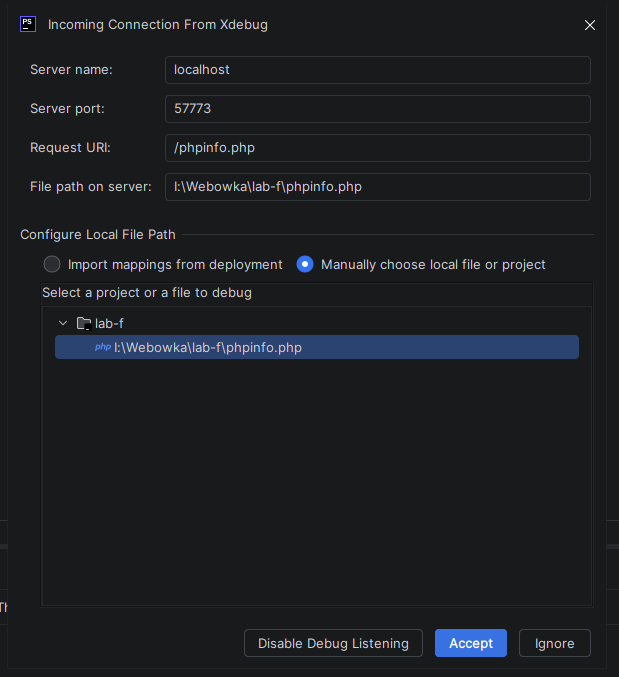 PS
Incoming Connection From Xdebug
Server name: localhost
Server port: 57773
Request URI: /phpinfo.php
File path on server: I:\Webowka\lab-f\phpinfo.php
Configure Local File Path
Import mappings from deployment Manually choose local file or project
Select a project or a file to debug
lab-f
php I:\Webowka\lab-f\phpinfo.php
Th
Disable Debug Listening Accept Ignore